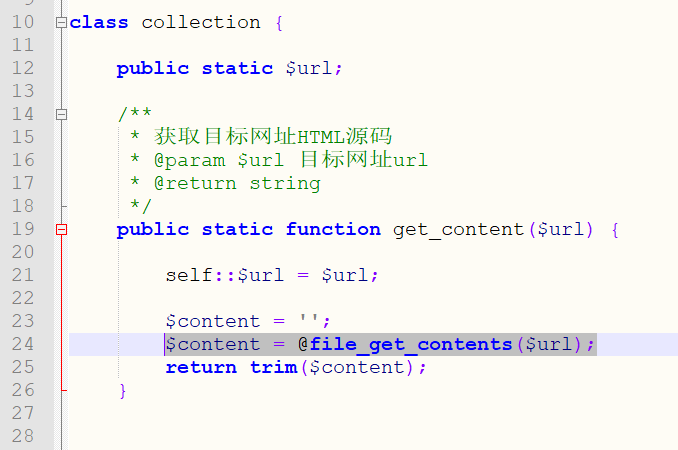 10 class collection {
11
12 public static $url;
13
14 /**
15 * 获取目标网址HTML源码
16 * @param $url 目标网址url
17 * @return string
18 */
19 public static function get_content($url) {
20
21 self::$url = $url;
22
23 $content = '';
24 $content = @file_get_contents($url);
25 return trim($content);
26 }
27
28